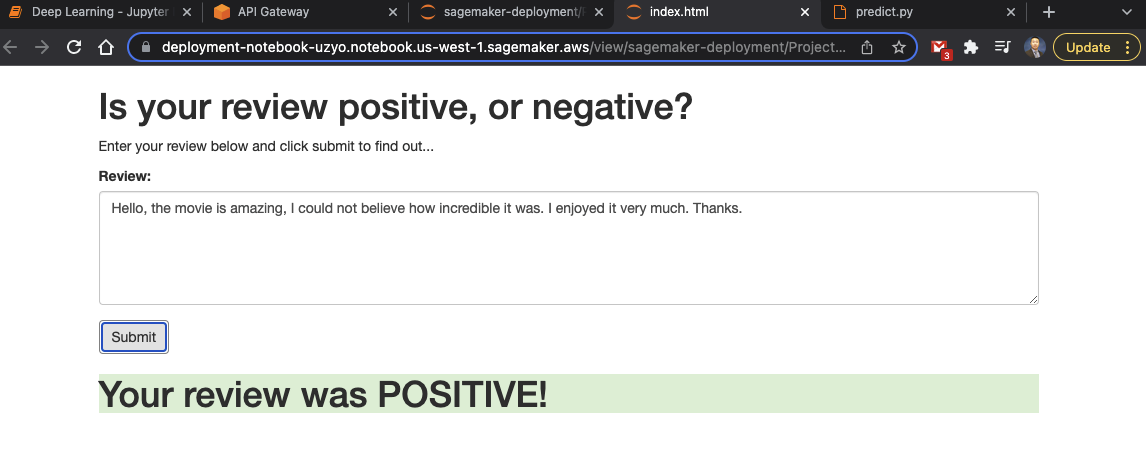 Deep Learning - Jupyter
API Gateway
sagemaker-deployment/
index.html
predict.py
deployment-notebook-uzyo.notebook.us-west-1.sagemaker.aws/view/sagemaker-deployment/Project...
3
Update
Is your review positive, or negative?
Enter your review below and click submit to find out...
Review:
Hello, the movie is amazing, I could not believe how incredible it was. I enjoyed it very much. Thanks.
Submit
Your review was POSITIVE!